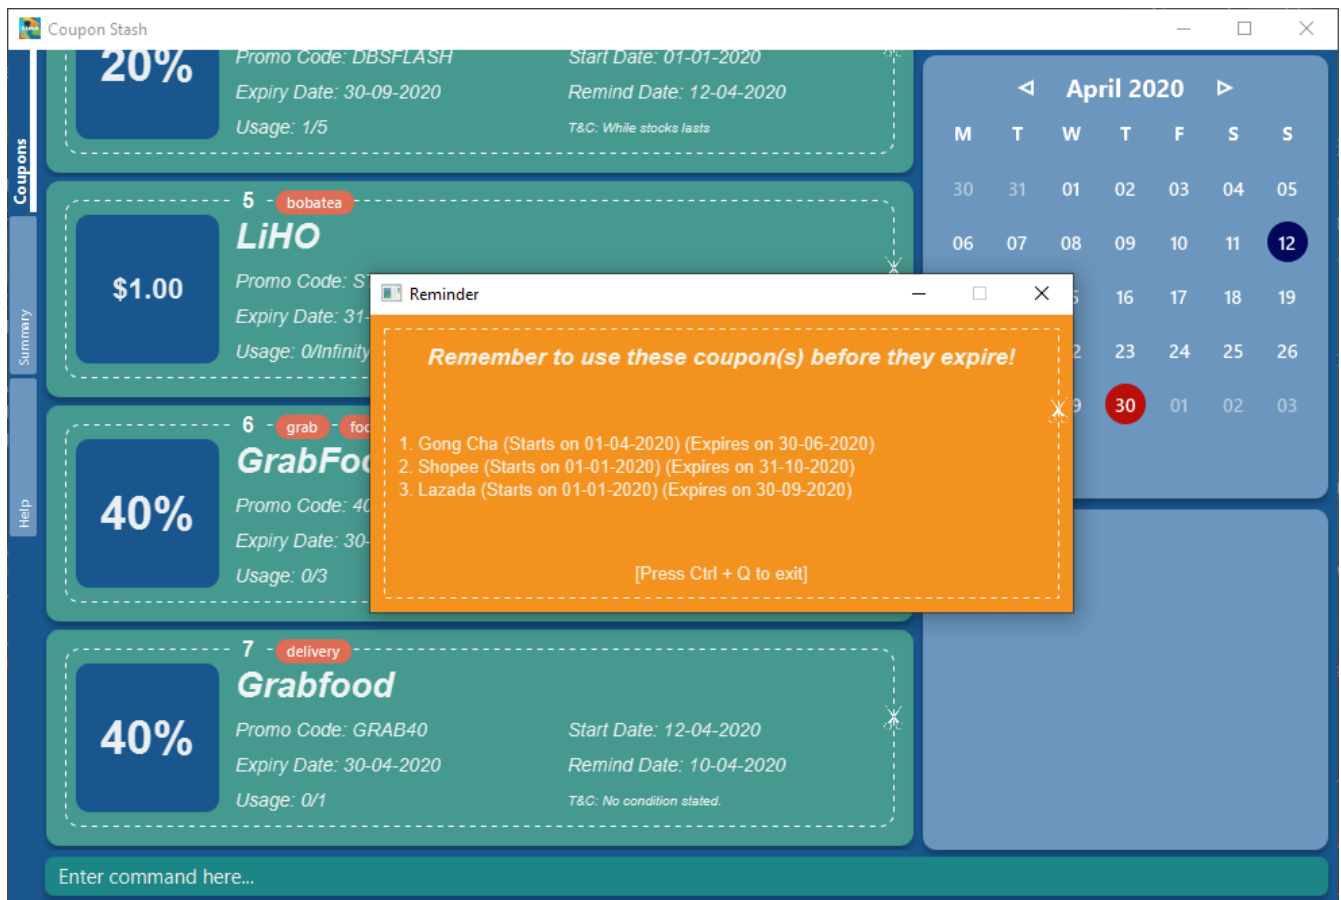 Coupon Stash
Coupons
Summary
Help
20%
Promo Code: DBSFLASH
Start Date: 01-01-2020
Expiry Date: 30-09-2020
Remind Date: 12-04-2020
Usage: 1/5
T&C: While stocks lasts
5
bobatea
LiHO
$1.00
Promo Code:
Expiry Date: 31-
Usage: 0/Infinity
6
grab
GrabFoo
40%
Promo Code: 40
Expiry Date: 30-
Usage: 0/3
7
delivery
Grabfood
40%
Promo Code: GRAB40
Start Date: 12-04-2020
Expiry Date: 30-04-2020
Remind Date: 10-04-2020
Usage: 0/1
T&C: No condition stated.
Enter command here...
Reminder
Remember to use these coupon(s) before they expire!
1. Gong Cha (Starts on 01-04-2020) (Expires on 30-06-2020)
2. Shopee (Starts on 01-01-2020) (Expires on 31-10-2020)
3. Lazada (Starts on 01-01-2020) (Expires on 30-09-2020)
[Press Ctrl + Q to exit]
April 2020
M T W T F S S
30 31 01 02 03 04 05
06 07 08 09 10 11 12
16 17 18 19
23 24 25 26
30 01 02 03